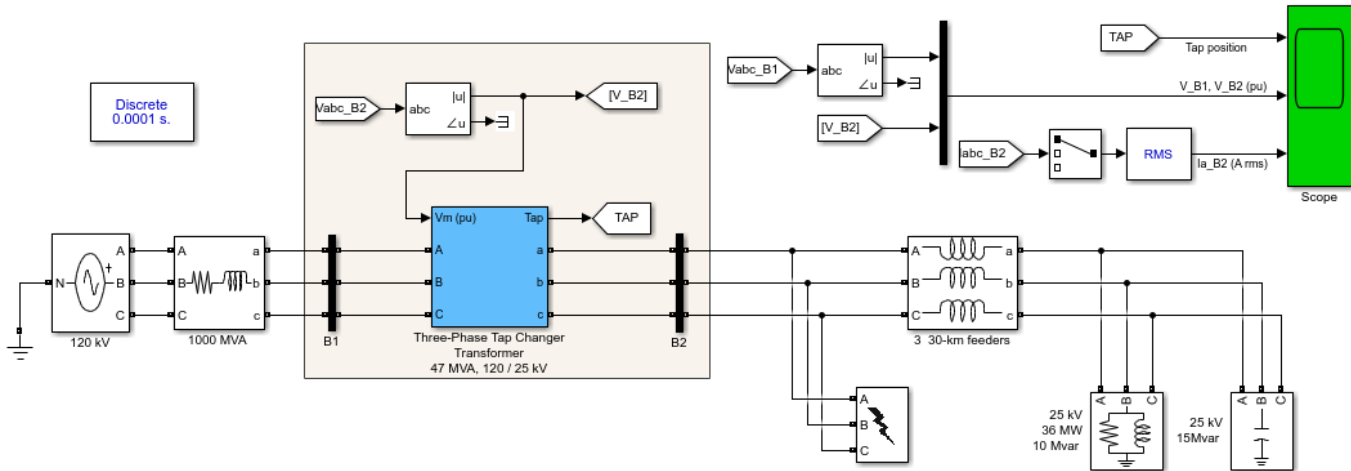 Discrete
0.0001 s.
Vabc_B2
abc
|u|
∠u
[V_B2]
Vabc_B1
abc
|u|
∠u
[V_B2]
TAP
Tap position
V_B1, V_B2 (pu)
Iabc_B2
RMS
Ia_B2 (A rms)
Scope
Vm (pu)
Tap
TAP
N
A
B
C
120 kV
A
B
C
a
b
c
1000 MVA
B1
A
B
C
a
b
c
Three-Phase Tap Changer
Transformer
47 MVA, 120 / 25 kV
B2
A
B
C
a
b
c
3 30-km feeders
A
B
C
A
B
C
25 kV
36 MW
10 Mvar
A
B
C
25 kV
15Mvar